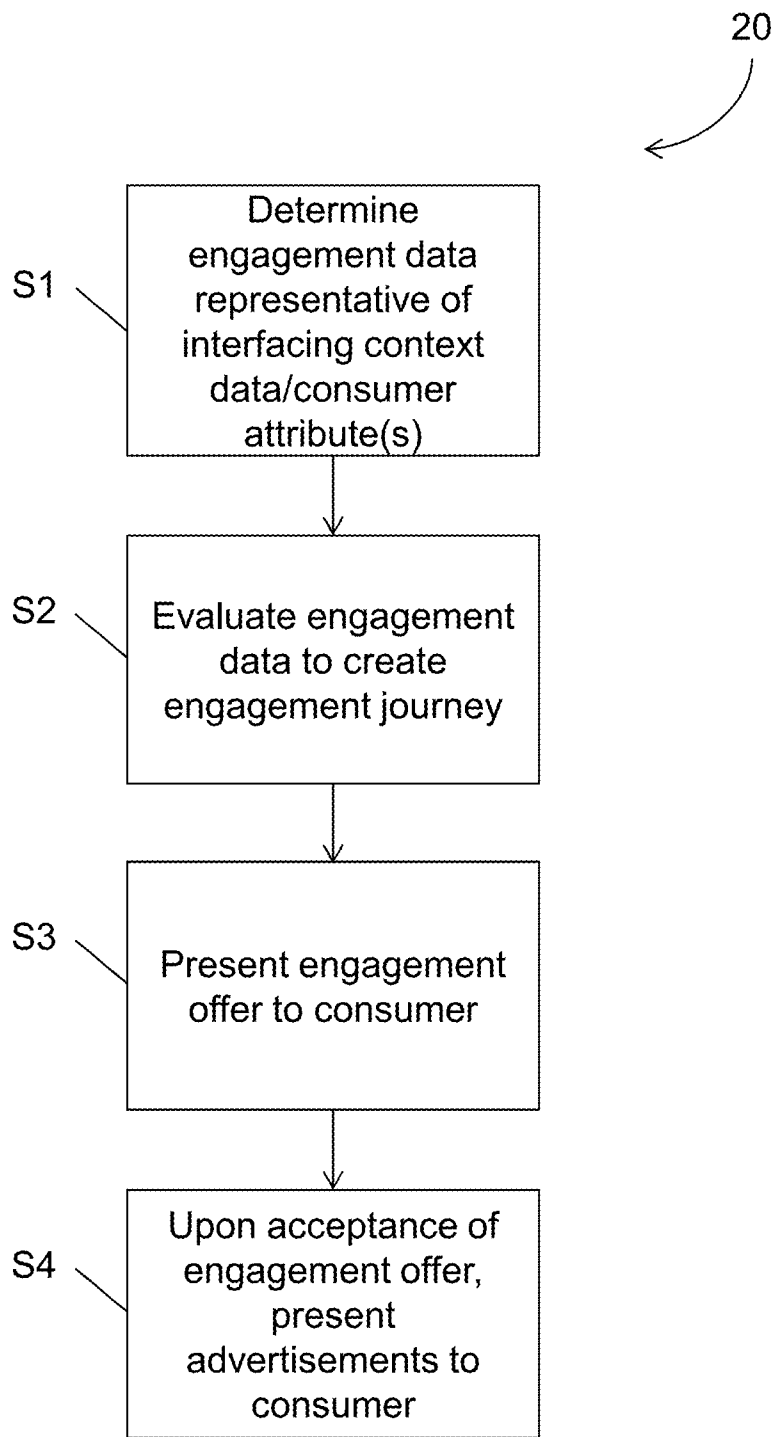 20
S1
Determine
engagement data
representative of
interfacing context
data/consumer
attribute(s)
S2
Evaluate engagement
data to create
engagement journey
S3
Present engagement
offer to consumer
S4
Upon acceptance of
engagement offer,
present
advertisements to
consumer